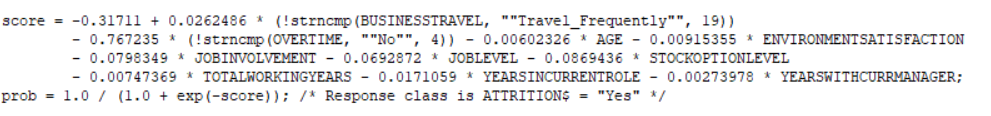 score = -0.31711 + 0.0262486 * (!strncmp(BUSINESSTRAVEL, ""Travel_Frequently"", 19))
- 0.767235 * (!strncmp(OVERTIME, ""No"", 4)) - 0.00602326 * AGE - 0.00915355 * ENVIRONMENTSATISFACTION
- 0.0798349 * JOBINVOLVEMENT - 0.0692872 * JOBLEVEL - 0.0869436 * STOCKOPTIONLEVEL
- 0.00747369 * TOTALWORKINGYEARS - 0.0171059 * YEARSINCURRENTROLE - 0.00273978 * YEARSWITHCURRMANAGER;
prob = 1.0 / (1.0 + exp(-score)); /* Response class is ATTRITION$ = "Yes" */